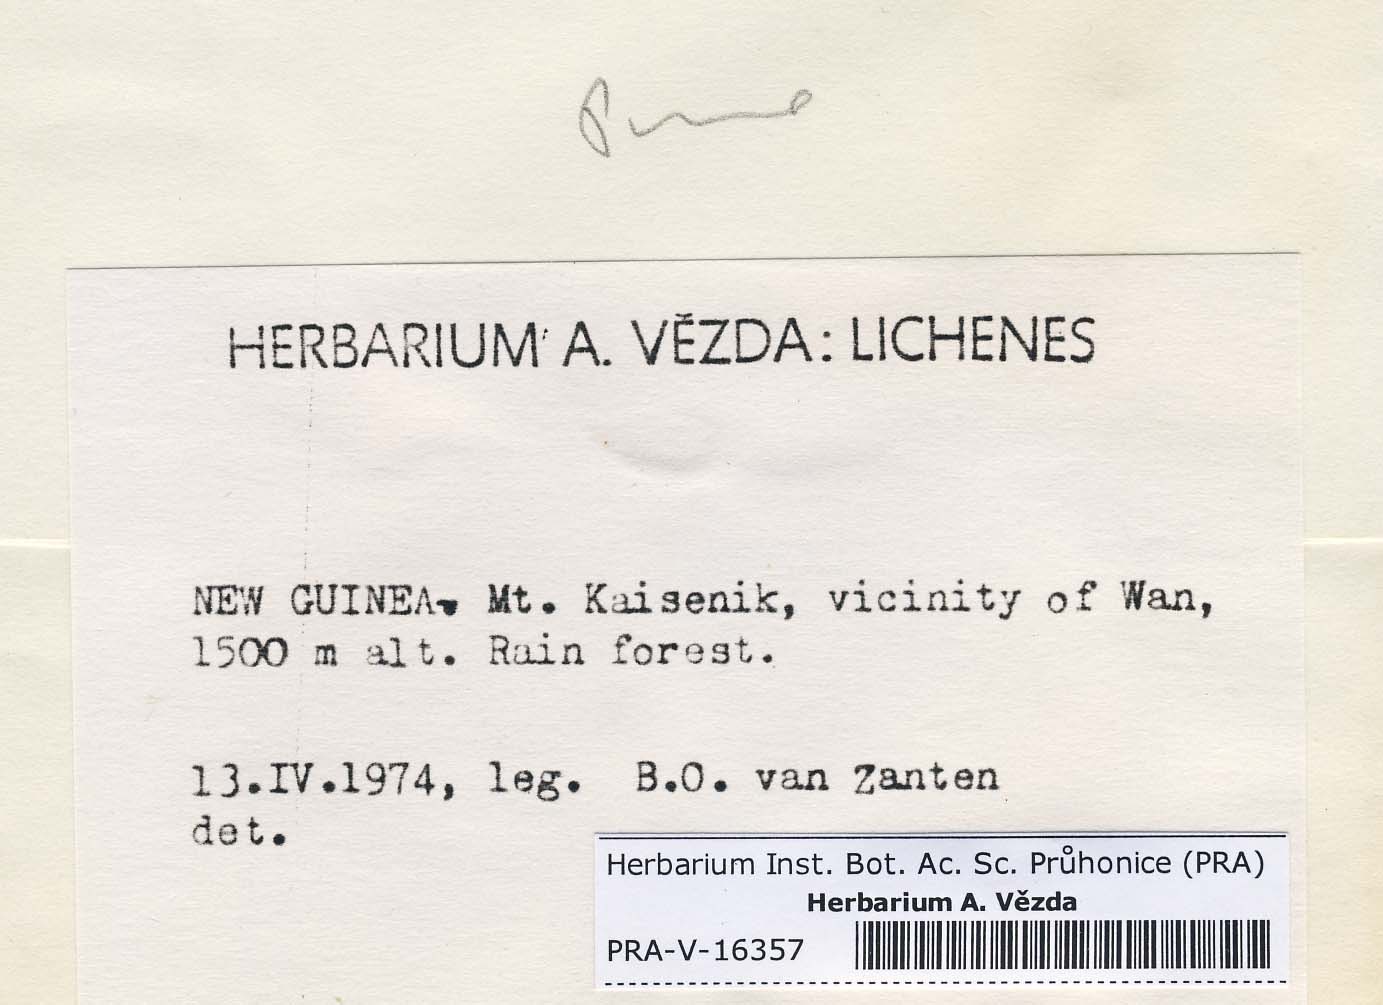 HERBARIUM A. VĚZDA: LICHENES
NEW GUINEA. Mt. Kaisenik, vicinity of Wan,
1500 m alt. Rain forest.
13.IV.1974, leg. B.O. van Zanten
det.
Herbarium Inst. Bot. Ac. Sc. Průhonice (PRA)
Herbarium A. Vězda
PRA-V-16357